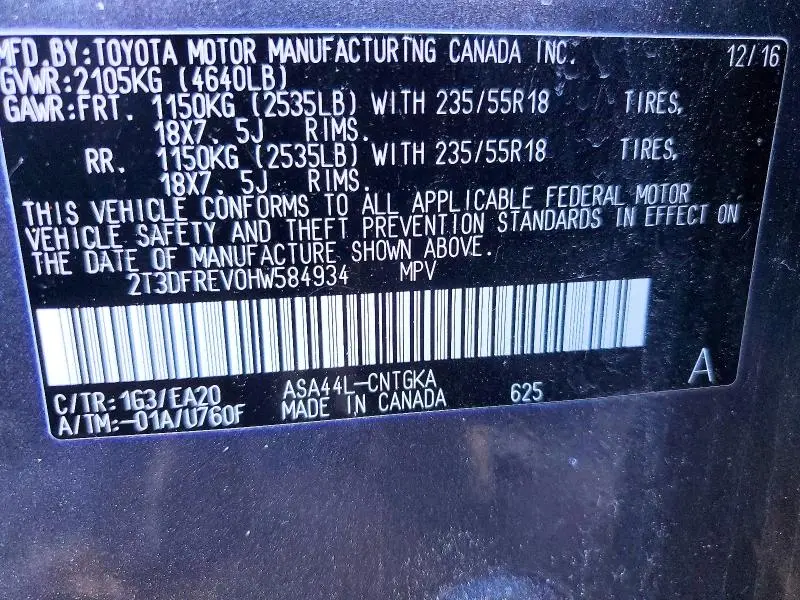 MFD.BY:TOYOTA MOTOR MANUFACTURING CANADA INC. 12/16
GVWR:2105KG (4640LB)
GAWR:FRT. 1150KG (2535LB) WITH 235/55R18 TIRES,
18X7.5J RIMS.
RR. 1150KG (2535LB) WITH 235/55R18 TIRES,
18X7.5J RIMS.
THIS VEHICLE CONFORMS TO ALL APPLICABLE FEDERAL MOTOR
VEHICLE SAFETY AND THEFT PREVENTION STANDARDS IN EFFECT ON
THE DATE OF MANUFACTURE SHOWN ABOVE.
2T3DFREV0HW584934 MPV
C/TR:1G3/EA20 ASA44L-CNTGKA 625 A
A/TM:-01A/U760F MADE IN CANADA